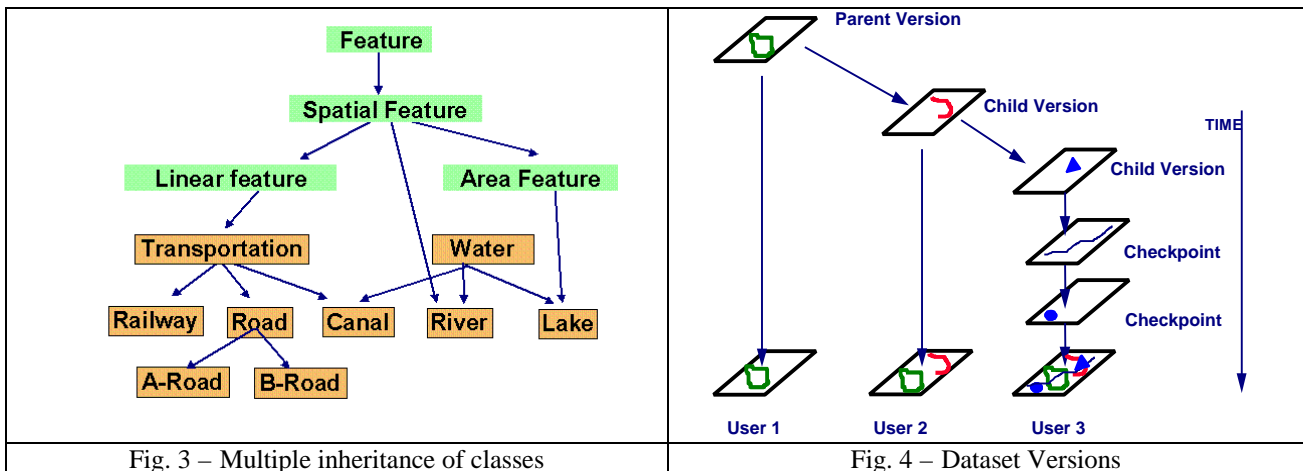 Feature
Spatial Feature
Linear feature
Area Feature
Transportation
Water
Railway
Road
Canal
River
Lake
A-Road
B-Road
Fig. 3 – Multiple inheritance of classes
Parent Version
Child Version
TIME
Child Version
Checkpoint
Checkpoint
User 1
User 2
User 3
Fig. 4 – Dataset Versions